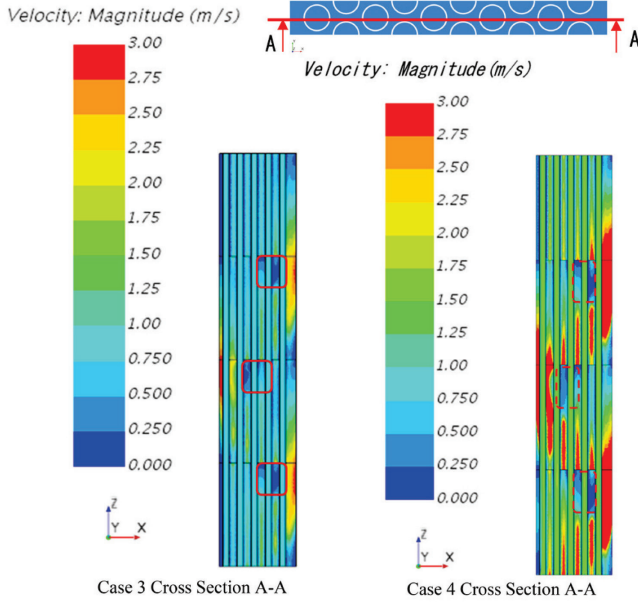 Velocity: Magnitude (m/s)
A
A
Velocity: Magnitude(m/s)
3.00
2.75
2.50
2.25
2.00
1.75
1.50
1.25
1.00
0.750
0.500
0.250
0.000
3.00
2.75
2.50
2.25
2.00
1.75
1.50
1.25
1.00
0.750
0.500
0.250
0.000
Z
Y X
Z
Y X
Case 3 Cross Section A-A
Case 4 Cross Section A-A